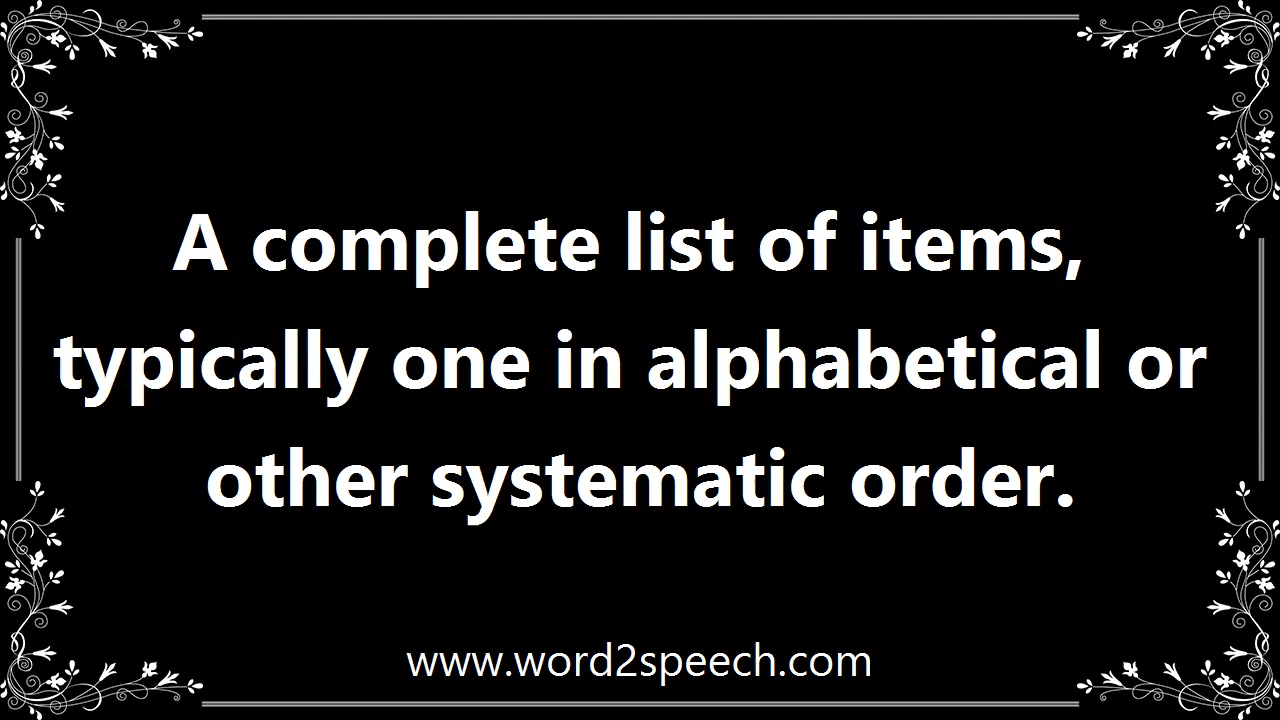 A complete list of items,
typically one in alphabetical or
other systematic order.
www.word2speech.com